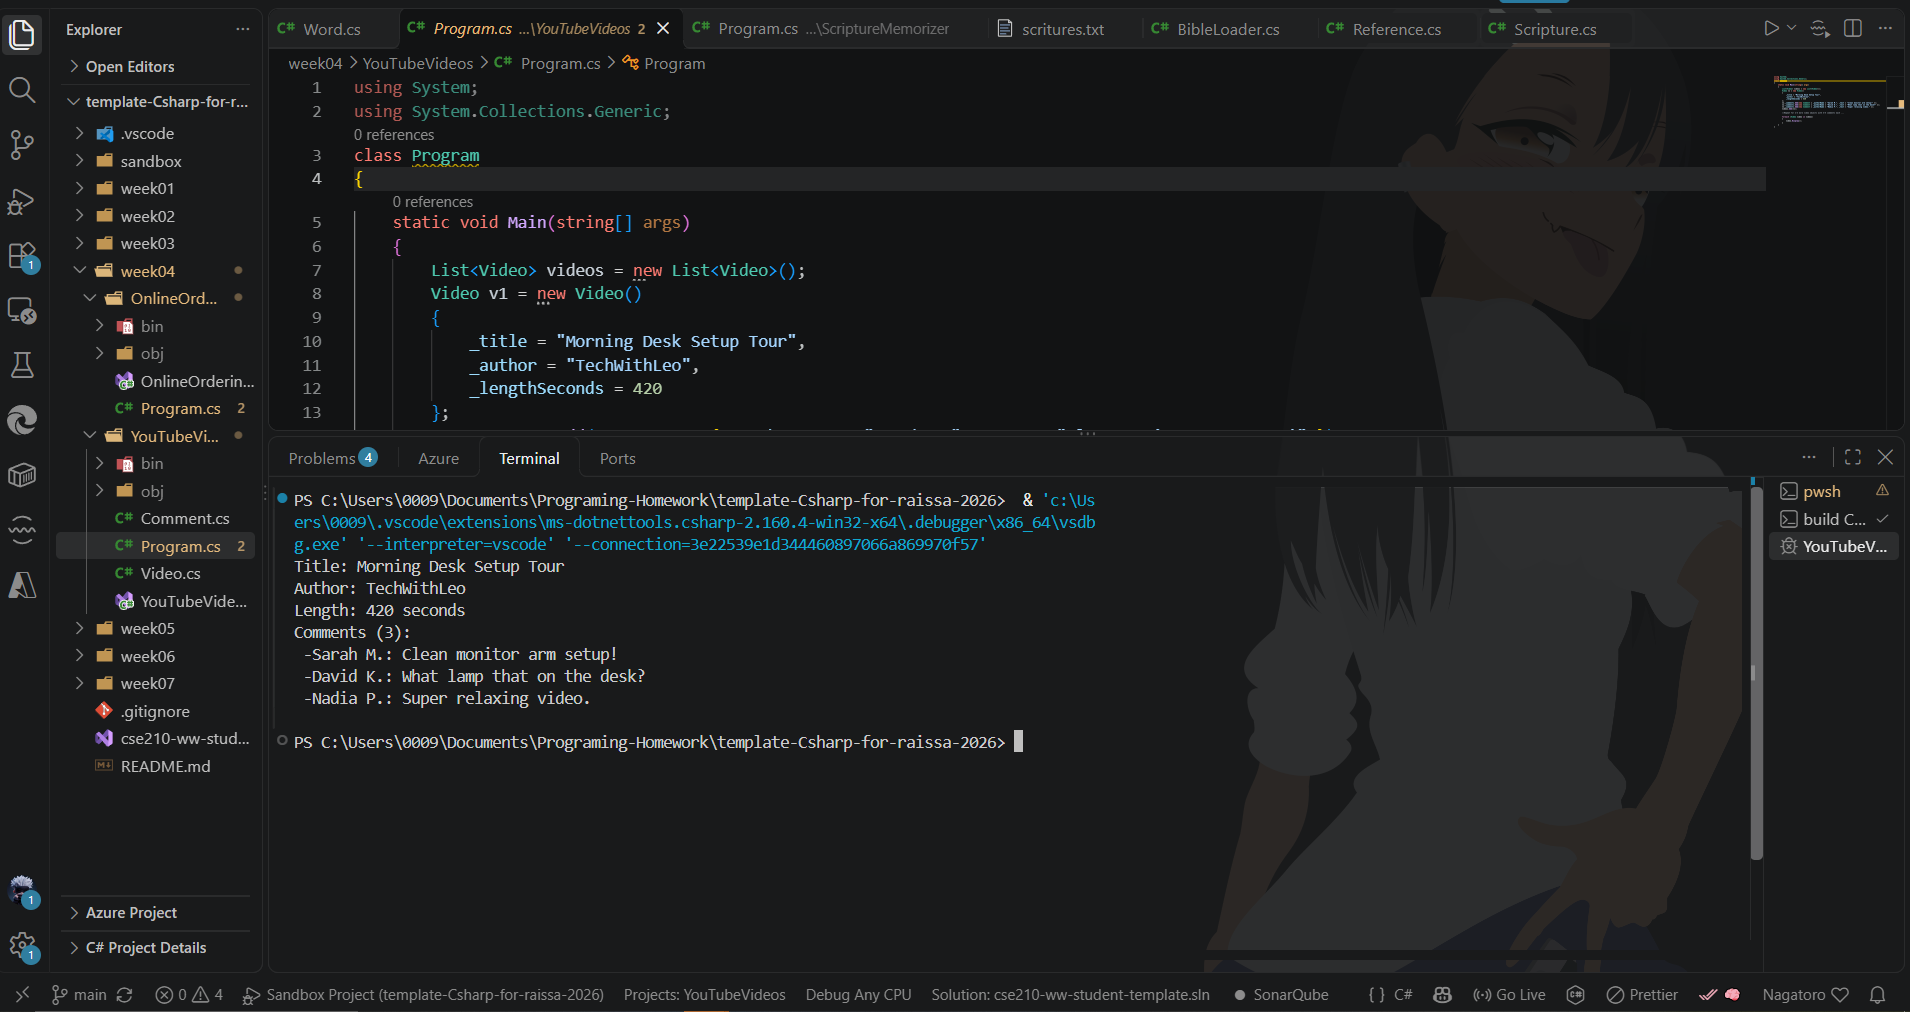 Explorer
Open Editors
template-Csharp-for-r...
.vscode
sandbox
week01
week02
week03
week04
OnlineOrd...
bin
obj
OnlineOrderin...
Program.cs 2
YouTubeVi...
bin
obj
Comment.cs
Program.cs 2
Video.cs
YouTubeVide...
week05
week06
week07
.gitignore
cse210-ww-stud...
README.md
Azure Project
C# Project Details
1
1
1
C# Word.cs
C# Program.cs ...\YouTubeVideos 2
C# Program.cs ...\ScriptureMemorizer
scritures.txt
C# BibleLoader.cs
C# Reference.cs
C# Scripture.cs
week04 > YouTubeVideos > C# Program.cs > Program
1 using System;
2 using System.Collections.Generic;
0 references
3 class Program
4 {
0 references
5 static void Main(string[] args)
6 {
7 List<Video> videos = new List<Video>();
8 Video v1 = new Video()
9 {
10 _title = "Morning Desk Setup Tour",
11 _author = "TechWithLeo",
12 _lengthSeconds = 420
13 };
Problems 4 Azure Terminal Ports
PS C:\Users\0009\Documents\Programing-Homework\template-Csharp-for-raissa-2026> & 'c:\Us
ers\0009\.vscode\extensions\ms-dotnettools.csharp-2.160.4-win32-x64\.debugger\x86_64\vsdb
g.exe' '--interpreter=vscode' '--connection=3e22539e1d344460897066a869970f57'
Title: Morning Desk Setup Tour
Author: TechWithLeo
Length: 420 seconds
Comments (3):
-Sarah M.: Clean monitor arm setup!
-David K.: What lamp that on the desk?
-Nadia P.: Super relaxing video.
PS C:\Users\0009\Documents\Programing-Homework\template-Csharp-for-raissa-2026>
pwsh
build C...
YouTubeV...
main 0 4 Sandbox Project (template-Csharp-for-raissa-2026) Projects: YouTubeVideos Debug Any CPU Solution: cse210-ww-student-template.sln SonarQube { } C# Go Live Prettier Nagatoro